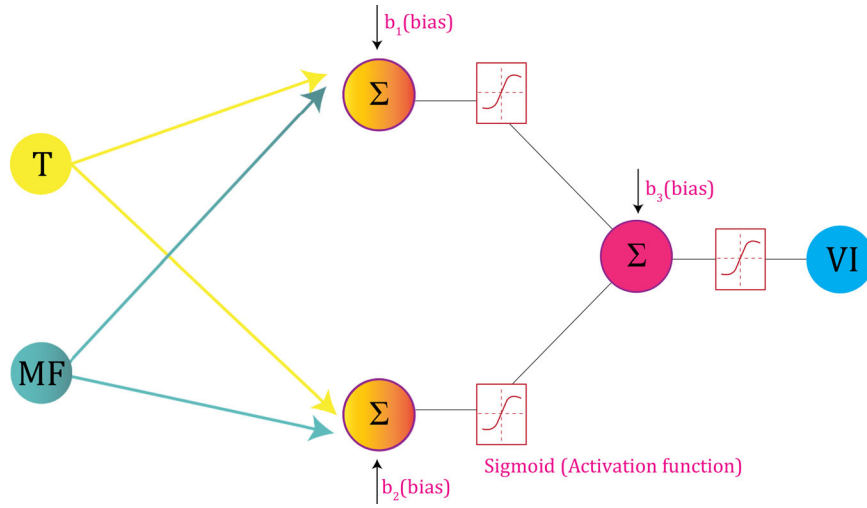 b₁(bias)
Σ
T
b₃(bias)
Σ
VI
MF
Σ
Sigmoid (Activation function)
b₂(bias)